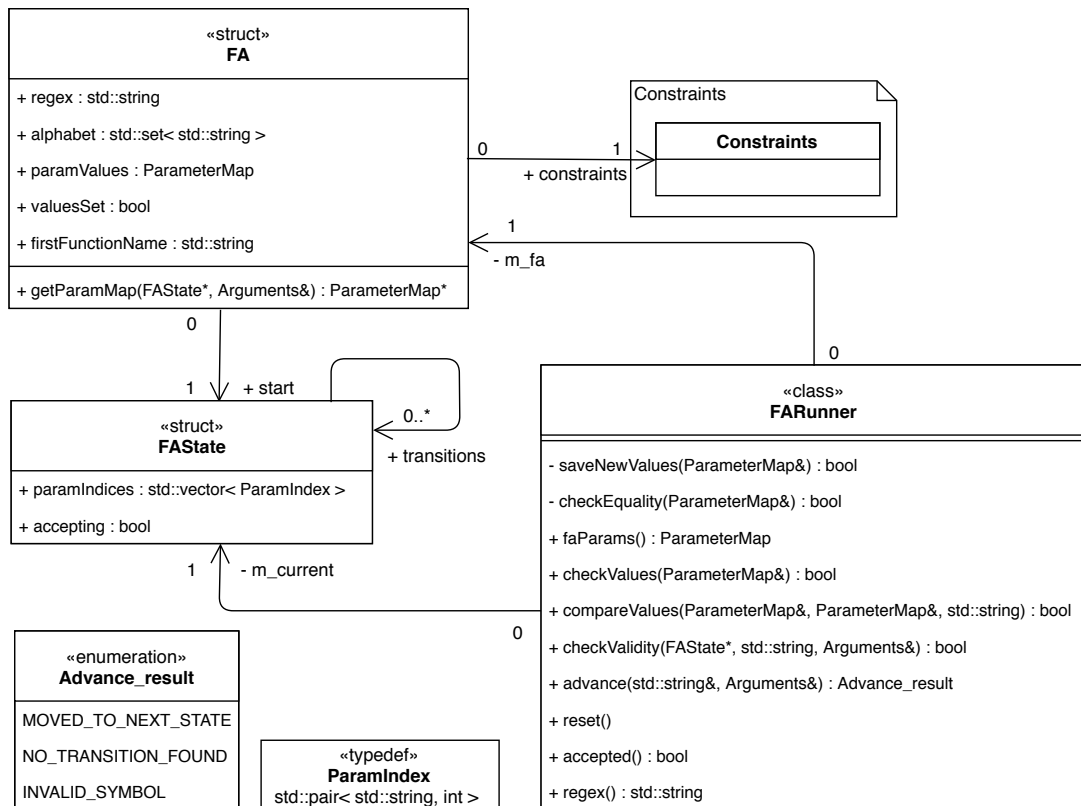 «struct»
FA
+ regex : std::string
+ alphabet : std::set< std::string >
+ paramValues : ParameterMap
+ valuesSet : bool
+ firstFunctionName : std::string
+ getParamMap(FAState*, Arguments&) : ParameterMap*
Constraints
Constraints
0
1
+ constraints
1
- m_fa
0
0
1
+ start
«struct»
FAState
+ paramIndices : std::vector< ParamIndex >
+ accepting : bool
0..*
+ transitions
1
- m_current
0
«class»
FARunner
- saveNewValues(ParameterMap&) : bool
- checkEquality(ParameterMap&) : bool
+ faParams() : ParameterMap
+ checkValues(ParameterMap&) : bool
+ compareValues(ParameterMap&, ParameterMap&, std::string) : bool
+ checkValidity(FAState*, std::string, Arguments&) : bool
+ advance(std::string&, Arguments&) : Advance_result
+ reset()
+ accepted() : bool
+ regex() : std::string
«enumeration»
Advance_result
MOVED_TO_NEXT_STATE
NO_TRANSITION_FOUND
INVALID_SYMBOL
«typedef»
ParamIndex
std::pair< std::string, int >